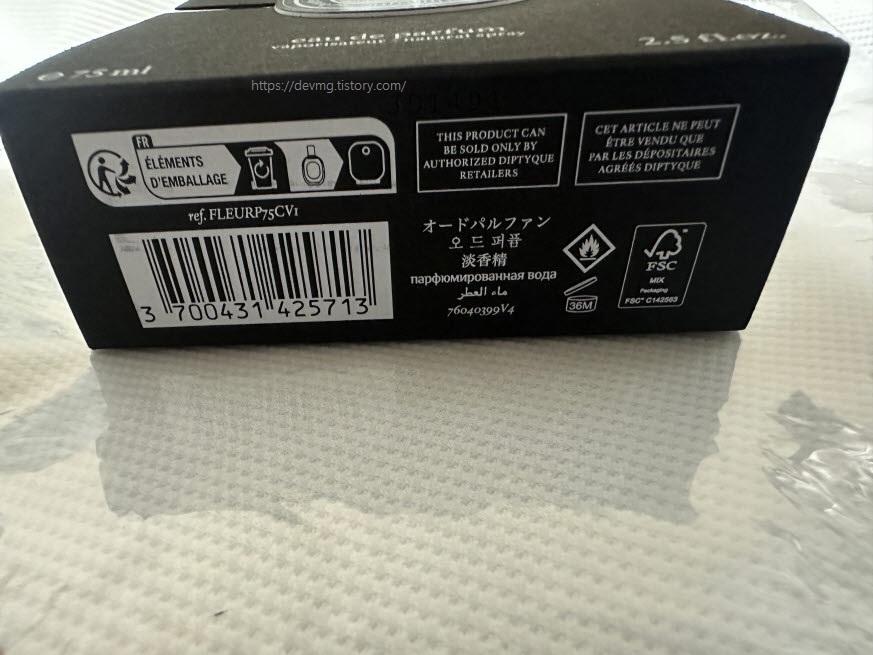 eau de parfum
vaporisateur / natural spray
℮ 75 ml
2.5 fl.oz.
https://devmg.tistory.com/
FR
ÉLÉMENTS
D'EMBALLAGE
THIS PRODUCT CAN
BE SOLD ONLY BY
AUTHORIZED DIPTYQUE
RETAILERS
CET ARTICLE NE PEUT
ÊTRE VENDU QUE
PAR LES DÉPOSITAIRES
AGRÉÉS DIPTYQUE
ref. FLEURP75CV1
3 700431 425713
オードパルファン
오 드 퍼퓸
淡香精
парфюмированная вода
ماء العطر
76040399V4
36M
FSC
MIX
Packaging
FSC® C142563